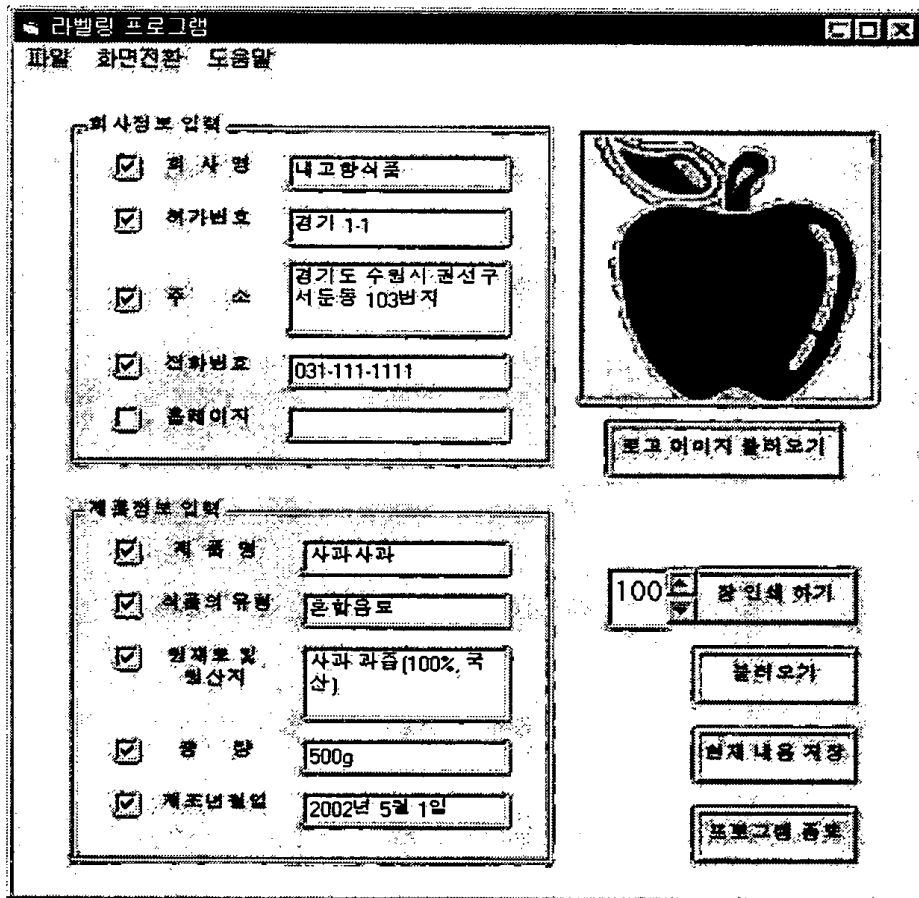 라벨링 프로그램
파일 화면전환 도움말
회사정보 입력
회 사 명
내고향식품
허가번호
경기 1-1
주 소
경기도 수원시 권선구
서둔동 103번지
전화번호
031-111-1111
홈페이지
로고 이미지 불러오기
제품정보 입력
제 품 명
사과사과
식품의 유형
혼합음료
원재료 및
원산지
사과 과즙(100%, 국
산)
중 량
500g
제조년월일
2002년 5월 1일
100
장 인쇄 하기
불러오기
현재 내용 저장
프로그램 종료